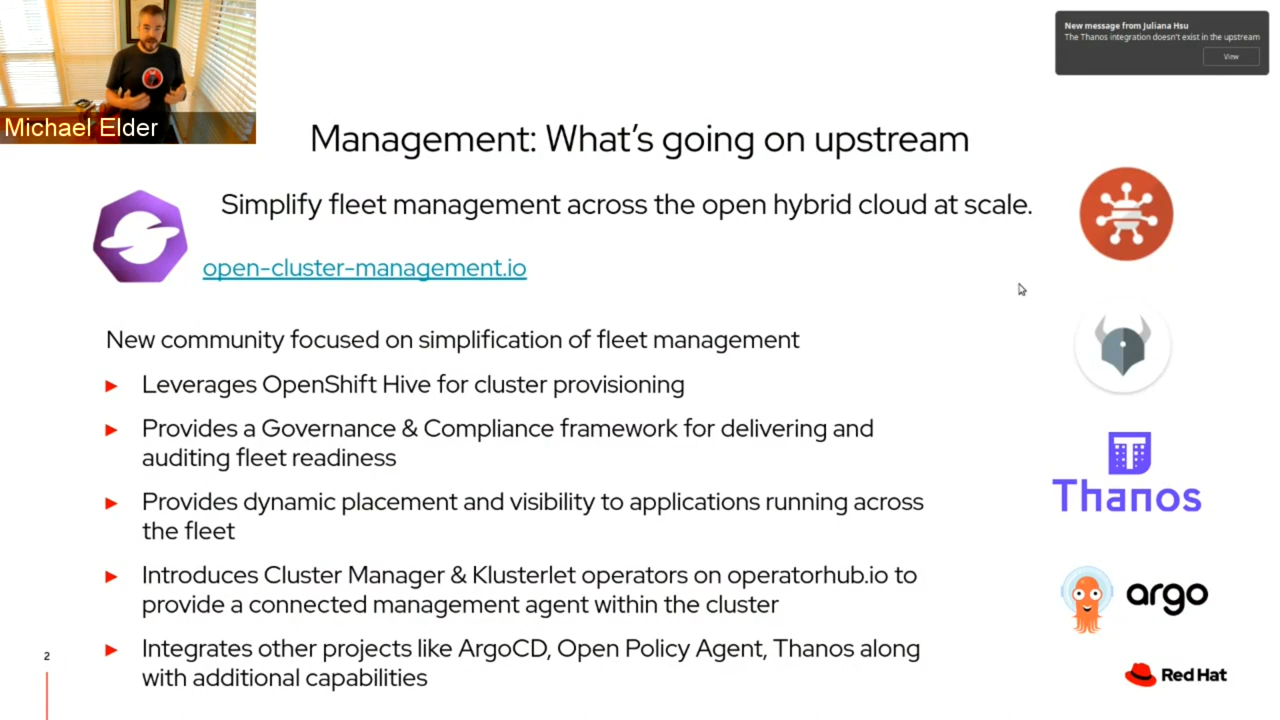 New message from Juliana Hsu
The Thanos integration doesn't exist in the upstream
View
Michael Elder
Management: What's going on upstream
Simplify fleet management across the open hybrid cloud at scale.
open-cluster-management.io
New community focused on simplification of fleet management
Leverages OpenShift Hive for cluster provisioning
Provides a Governance & Compliance framework for delivering and
auditing fleet readiness
Provides dynamic placement and visibility to applications running across
the fleet
Introduces Cluster Manager & Klusterlet operators on operatorhub.io to
provide a connected management agent within the cluster
Integrates other projects like ArgoCD, Open Policy Agent, Thanos along
with additional capabilities
Thanos
argo
2
Red Hat